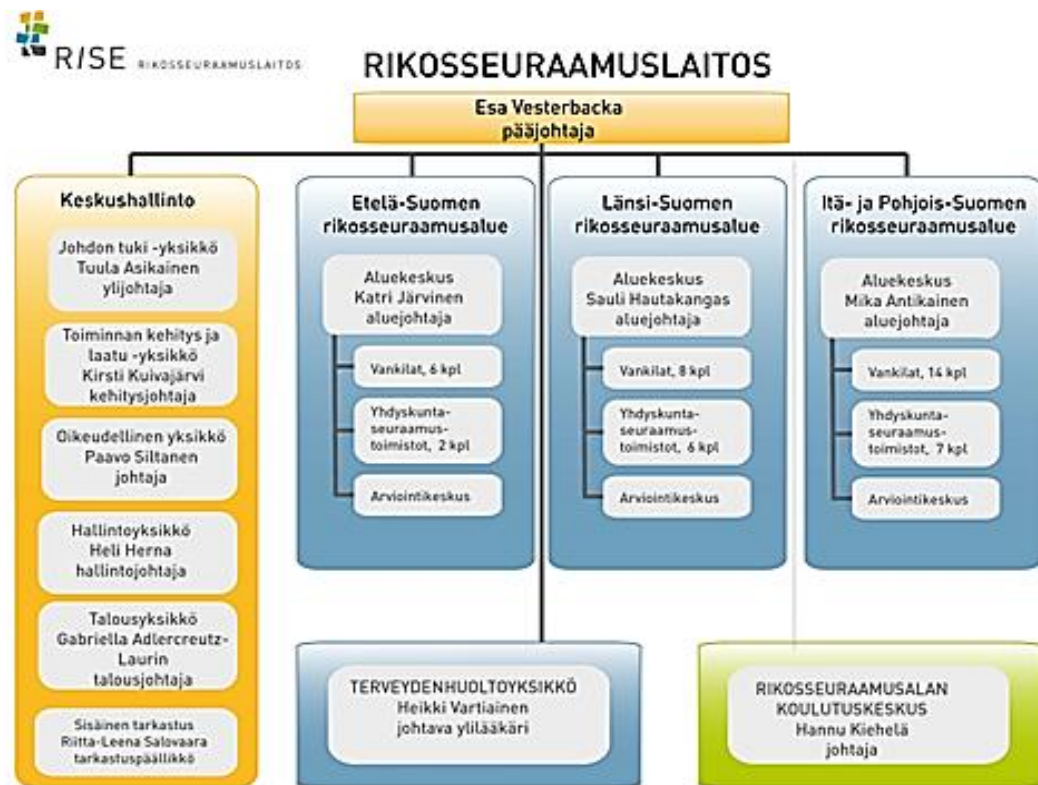 RISE RIKOSSEURAAMUSLAITOS
RIKOSSEURAAMUSLAITOS
Esa Vesterbacka
pääjohtaja
Keskushallinto
Johdon tuki -yksikkö
Tuula Asikainen
ylijohtaja
Toiminnan kehitys ja
laatu -yksikkö
Kirsti Kuivajärvi
kehitysjohtaja
Oikeudellinen yksikkö
Paavo Siltanen
johtaja
Hallintoyksikkö
Heli Herna
hallintojohtaja
Talousyksikkö
Gabriella Adlercreutz-
Laurin
talousjohtaja
Sisäinen tarkastus
Riitta-Leena Salovaara
tarkastuspäällikkö
Etelä-Suomen
rikosseuraamusalue
Aluekeskus
Katri Järvinen
aluejohtaja
Vankilat, 6 kpl
Yhdyskunta-
seuraamus-
toimistot, 2 kpl
Arviointikeskus
Länsi-Suomen
rikosseuraamusalue
Aluekeskus
Sauli Hautakangas
aluejohtaja
Vankilat, 8 kpl
Yhdyskunta-
seuraamus-
toimistot, 6 kpl
Arviointikeskus
Itä- ja Pohjois-Suomen
rikosseuraamusalue
Aluekeskus
Mika Antikainen
aluejohtaja
Vankilat, 14 kpl
Yhdyskunta-
seuraamus-
toimistot, 7 kpl
Arviointikeskus
TERVEYDENHUOLTOYKSIKKÖ
Heikki Vartiainen
johtava ylilääkäri
RIKOSSEURAAMUSALAN
KOULUTUSKESKUS
Hannu Kiehelä
johtaja